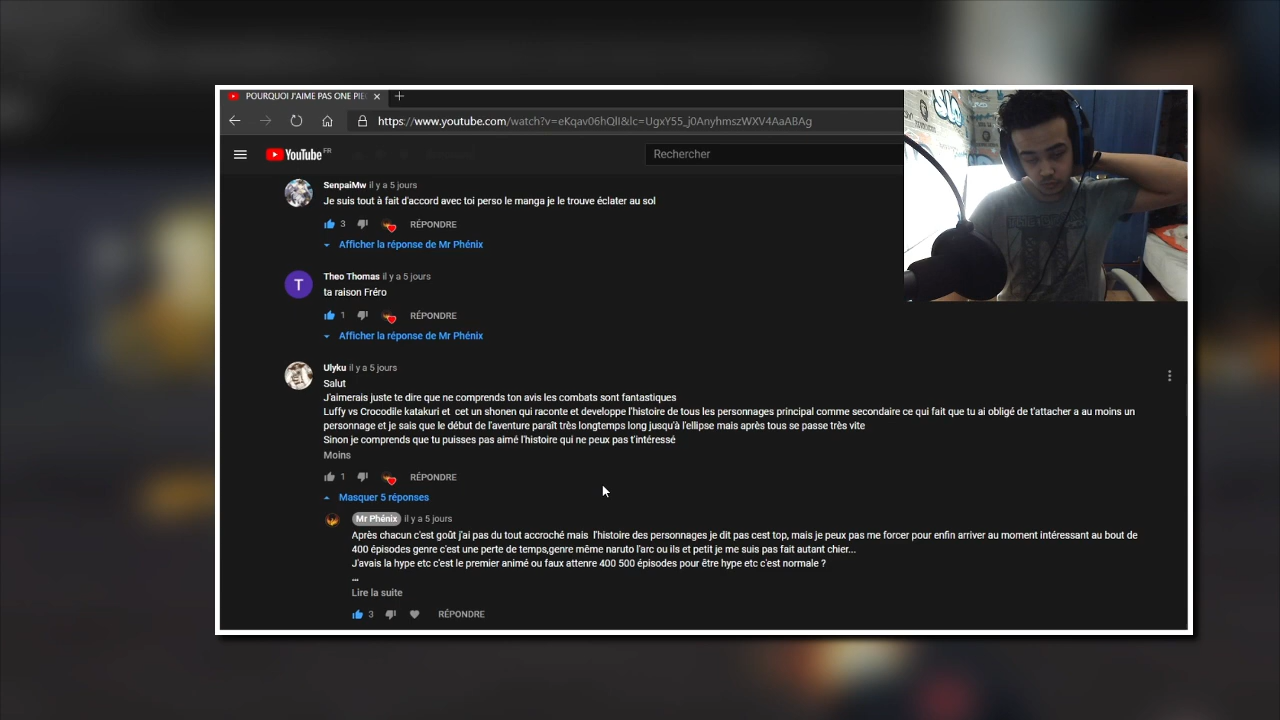 POURQUOI J'AIME PAS ONE PIE
https://www.youtube.com/watch?v=eKqav06hQlI&lc=UgxY55_j0AnyhmszWXV4AaABAg
YouTube FR
Rechercher
SenpaiMw il y a 5 jours
Je suis tout à fait d'accord avec toi perso le manga je le trouve éclater au sol
3 RÉPONDRE
Afficher la réponse de Mr Phénix
T
Theo Thomas il y a 5 jours
ta raison Fréro
1 RÉPONDRE
Afficher la réponse de Mr Phénix
Ulyku il y a 5 jours
Salut
J'aimerais juste te dire que ne comprends ton avis les combats sont fantastiques
Luffy vs Crocodile katakuri et cet un shonen qui raconte et developpe l'histoire de tous les personnages principal comme secondaire ce qui fait que tu ai obligé de t'attacher a au moins un
personnage et je sais que le début de l'aventure paraît très longtemps long jusqu'à l'ellipse mais après tous se passe très vite
Sinon je comprends que tu puisses pas aimé l'histoire qui ne peux pas t'intéressé
Moins
1 RÉPONDRE
Masquer 5 réponses
Mr Phénix il y a 5 jours
Après chacun c'est goût j'ai pas du tout accroché mais l'histoire des personnages je dit pas cest top, mais je peux pas me forcer pour enfin arriver au moment intéressant au bout de
400 épisodes genre c'est une perte de temps,genre même naruto l'arc ou ils et petit je me suis pas fait autant chier...
J'avais la hype etc c'est le premier animé ou faux attenre 400 500 épisodes pour être hype etc c'est normale ?
...
Lire la suite
3 RÉPONDRE